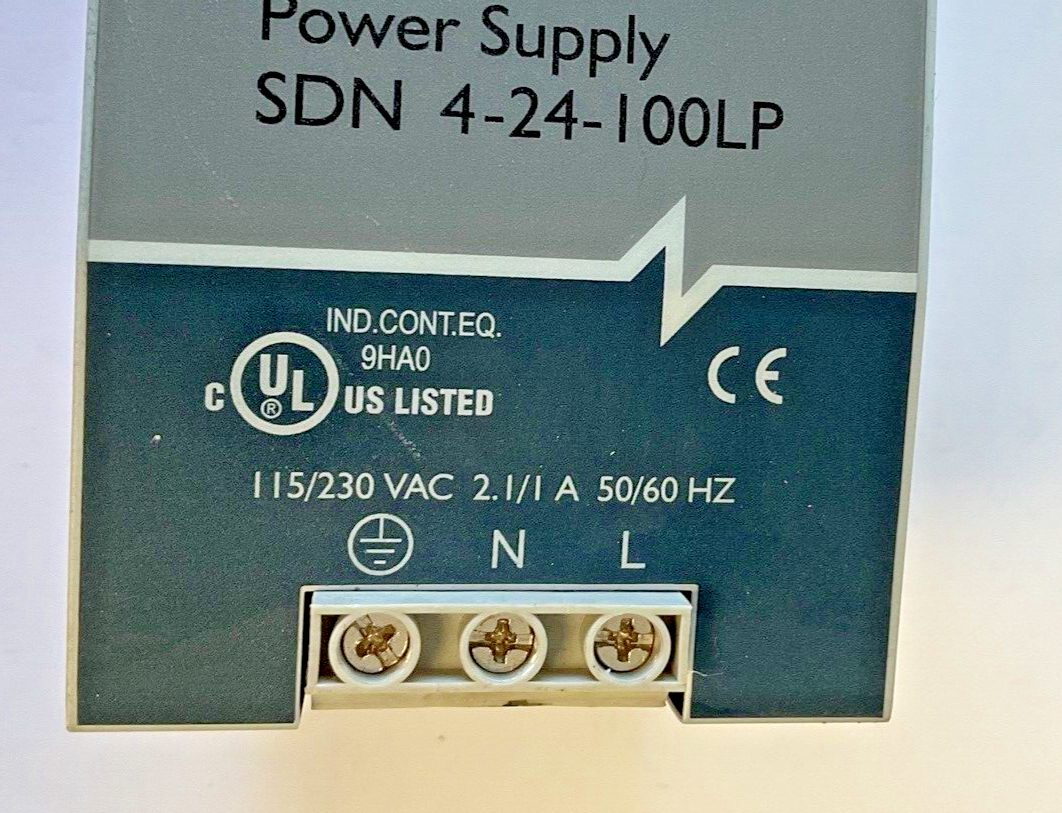 Power Supply
SDN 4-24-100LP
IND.CONT.EQ.
9HA0
C UL ® US LISTED
CE
115/230 VAC 2.1/1 A 50/60 HZ
N L